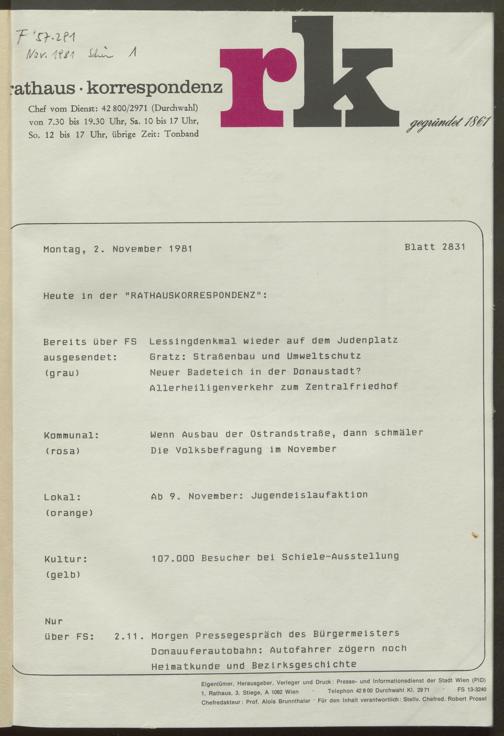 F '57.291
Nov. 1981 1
rathaus · korrespondenz
rk
gegründet 1861
Chef vom Dienst: 42 800/2971 (Durchwahl)
von 7.30 bis 19.30 Uhr, Sa. 10 bis 17 Uhr,
So. 12 bis 17 Uhr, übrige Zeit: Tonband
Montag, 2. November 1981 Blatt 2831
Heute in der "RATHAUSKORRESPONDENZ":
Bereits über FS Lessingdenkmal wieder auf dem Judenplatz
ausgesendet: Gratz: Straßenbau und Umweltschutz
(grau) Neuer Badeteich in der Donaustadt?
Allerheiligenverkehr zum Zentralfriedhof
Kommunal: Wenn Ausbau der Ostrandstraße, dann schmäler
(rosa) Die Volksbefragung im November
Lokal: Ab 9. November: Jugendeislaufaktion
(orange)
Kultur: 107.000 Besucher bei Schiele-Ausstellung
(gelb)
Nur
über FS: 2.11. Morgen Pressegespräch des Bürgermeisters
Donauuferautobahn: Autofahrer zögern noch
Heimatkunde und Bezirksgeschichte
Eigentümer, Herausgeber, Verleger und Druck: Presse- und Informationsdienst der Stadt Wien (PID)
1, Rathaus, 3. Stiege, A 1082 Wien · Telephon 42 8 00 Durchwahl Kl. 29 71 · FS 13-3240
Chefredakteur: Prof. Alois Brunnthaler · Für den Inhalt verantwortlich: Stellv. Chefred. Robert Prosel